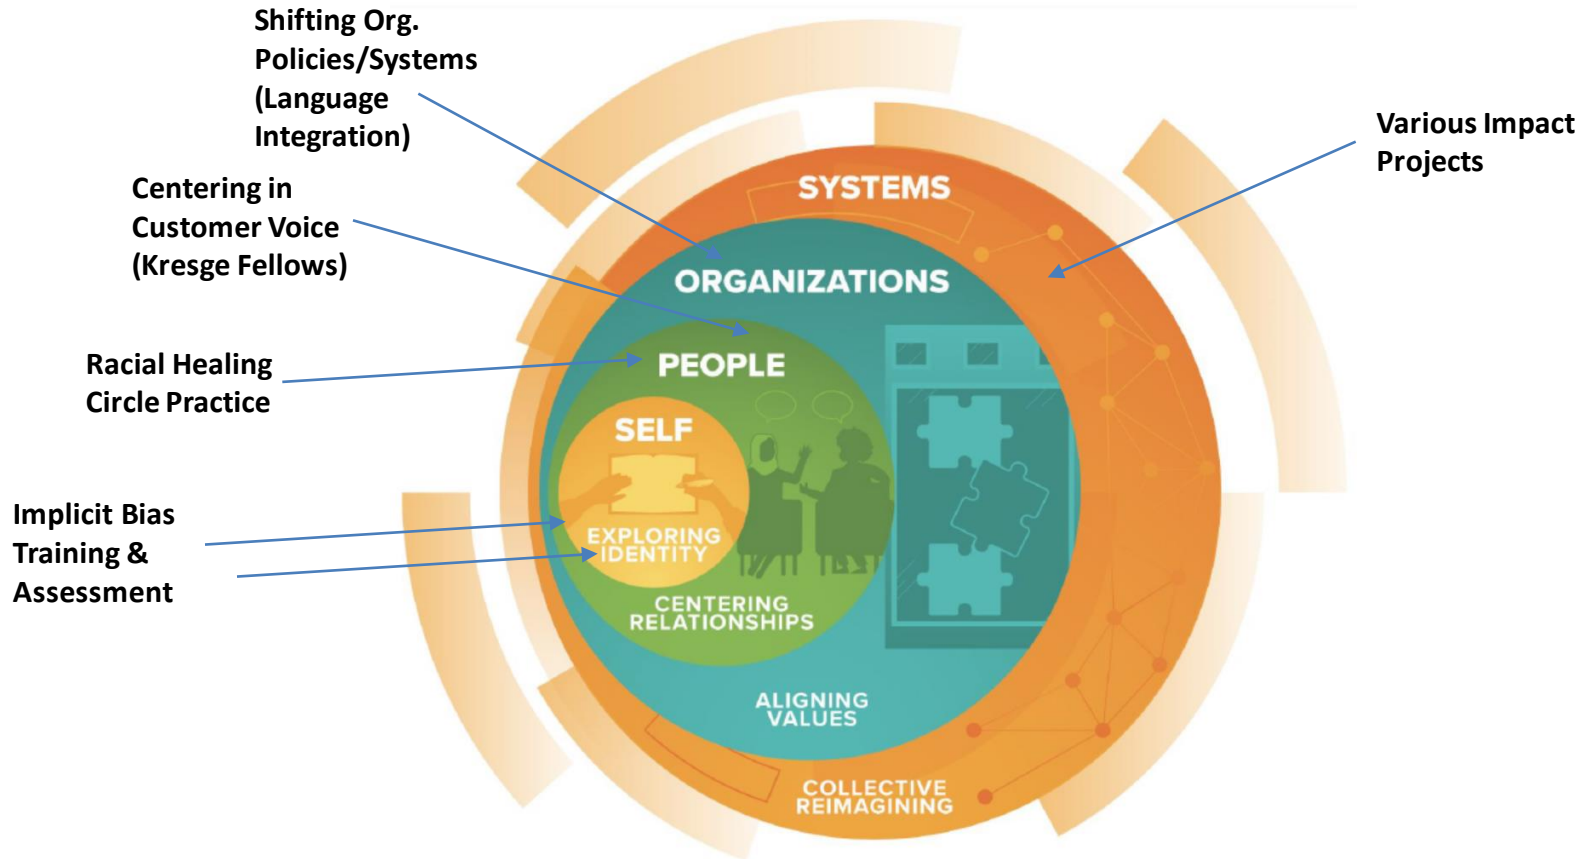 Shifting Org.
Policies/Systems
(Language
Integration)
Various Impact
Projects
Centering in
Customer Voice
(Kresge Fellows)
Racial Healing
Circle Practice
Implicit Bias
Training &
Assessment
SYSTEMS
ORGANIZATIONS
PEOPLE
SELF
EXPLORING
IDENTITY
CENTERING
RELATIONSHIPS
ALIGNING
VALUES
COLLECTIVE
REIMAGINING